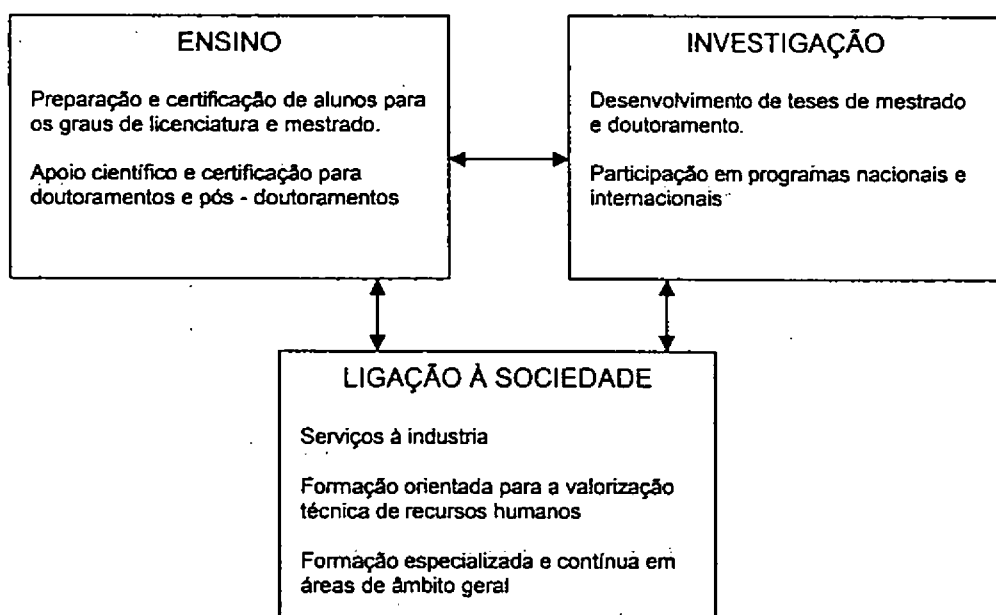 ENSINO
Preparação e certificação de alunos para
os graus de licenciatura e mestrado.
Apoio científico e certificação para
doutoramentos e pós - doutoramentos
INVESTIGAÇÃO
Desenvolvimento de teses de mestrado
e doutoramento.
Participação em programas nacionais e
internacionais
LIGAÇÃO À SOCIEDADE
Serviços à industria
Formação orientada para a valorização
técnica de recursos humanos
Formação especializada e contínua em
áreas de âmbito geral